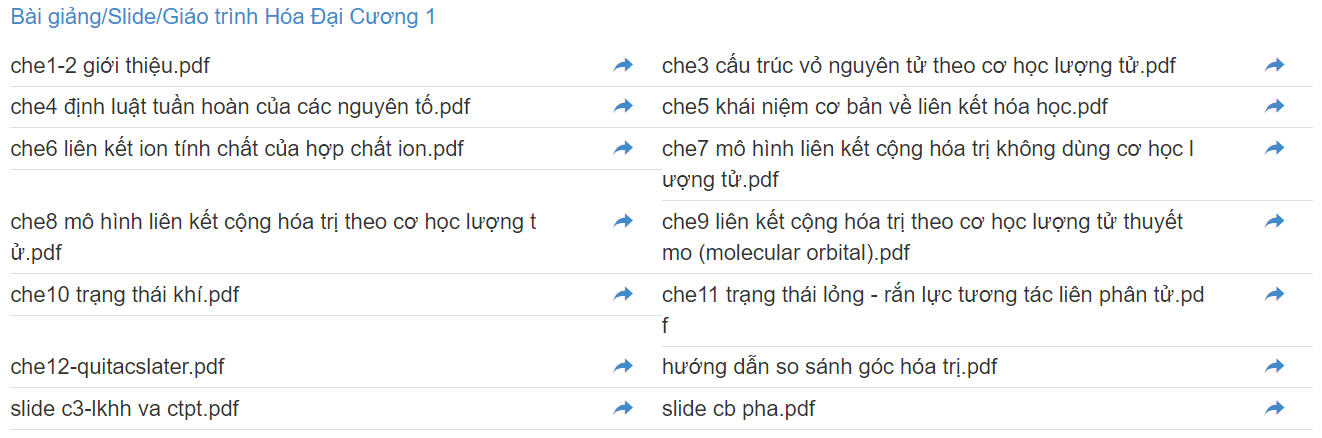 Bài giảng/Slide/Giáo trình Hóa Đại Cương 1
che1-2 giới thiệu.pdf
che3 cấu trúc vỏ nguyên tử theo cơ học lượng tử.pdf
che4 định luật tuần hoàn của các nguyên tố.pdf
che5 khái niệm cơ bản về liên kết hóa học.pdf
che6 liên kết ion tính chất của hợp chất ion.pdf
che7 mô hình liên kết cộng hóa trị không dùng cơ học l
ượng tử.pdf
che8 mô hình liên kết cộng hóa trị theo cơ học lượng t
ử.pdf
che9 liên kết cộng hóa trị theo cơ học lượng tử thuyết
mo (molecular orbital).pdf
che10 trạng thái khí.pdf
che11 trạng thái lỏng - rắn lực tương tác liên phân tử.pd
f
che12-quitacslater.pdf
hướng dẫn so sánh góc hóa trị.pdf
slide c3-lkhh va ctpt.pdf
slide cb pha.pdf